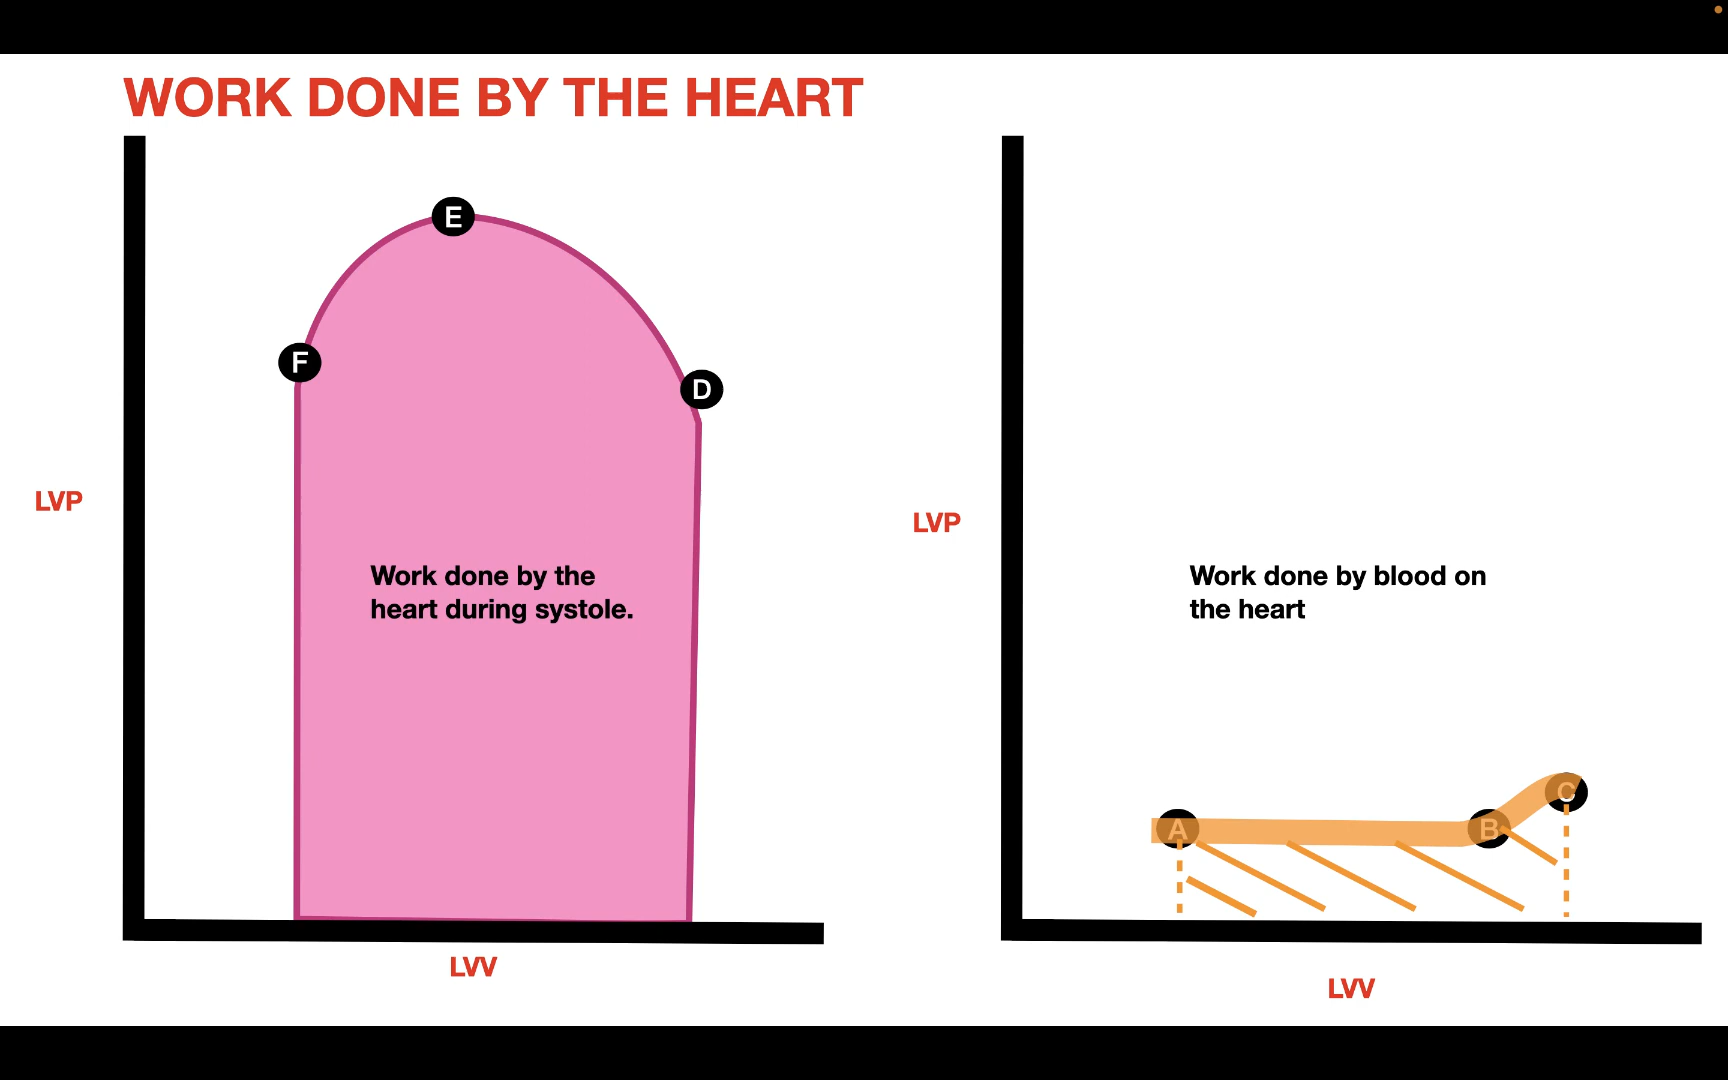 WORK DONE BY THE HEART
E
F
D
LVP
Work done by the
heart during systole.
LVV
LVP
Work done by blood on
the heart
A
B
C
LVV